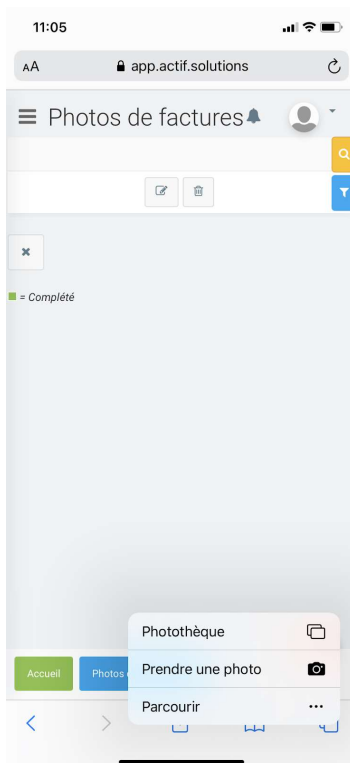 11:05
AA app.actif.solutions
Photos de factures
= Complété
Photothèque
Prendre une photo
Parcourir
Accueil
Photos